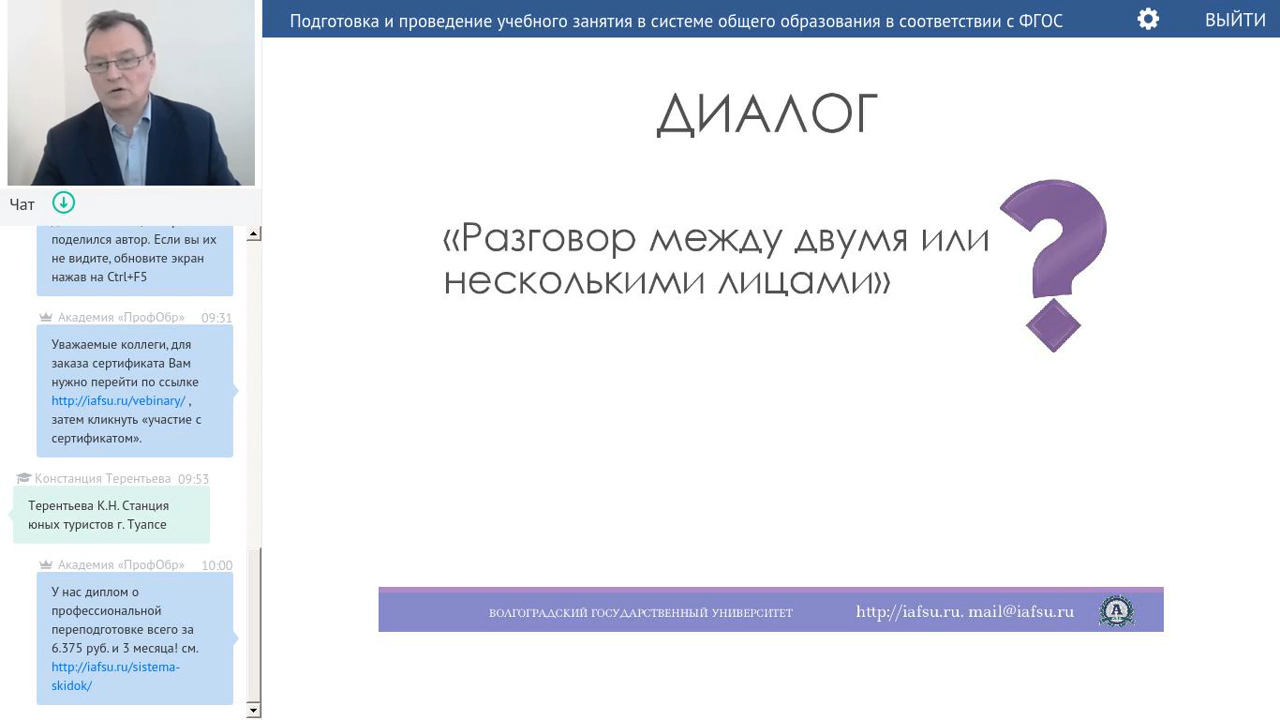 Подготовка и проведение учебного занятия в системе общего образования в соответствии с ФГОС
ВЫЙТИ
Чат
поделился автор. Если вы их
не видите, обновите экран
нажав на Ctrl+F5
Академия «ПрофОбр» 09:31
Уважаемые коллеги, для
заказа сертификата Вам
нужно перейти по ссылке
http://iafsu.ru/vebinary/ ,
затем кликнуть «участие с
сертификатом».
Констанция Терентьева 09:53
Терентьева К.Н. Станция
юных туристов г. Туапсе
Академия «ПрофОбр» 10:00
У нас диплом о
профессиональной
переподготовке всего за
6.375 руб. и 3 месяца! см.
http://iafsu.ru/sistema-
skidok/
ДИАЛОГ
«Разговор между двумя или
несколькими лицами»
?
ВОЛГОГРАДСКИЙ ГОСУДАРСТВЕННЫЙ УНИВЕРСИТЕТ
http://iafsu.ru. mail@iafsu.ru